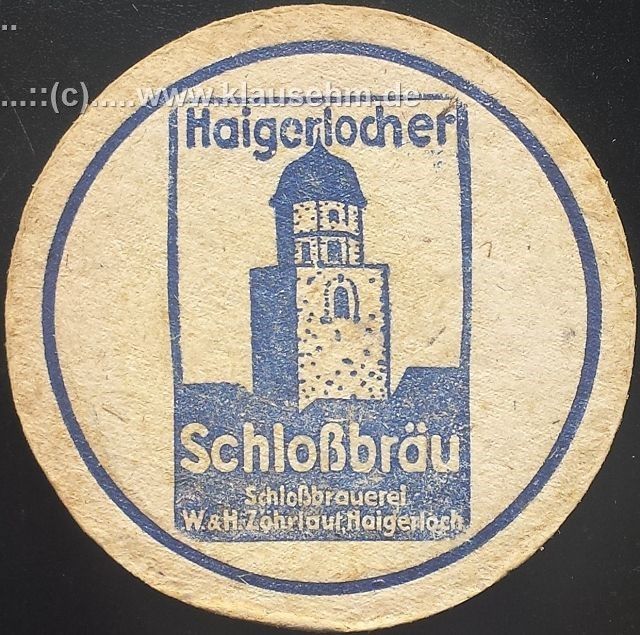 ..
...::(c).....www.klausehm.de
Haigerlocher
Schloßbräu
Schloßbrauerei
W.&H.Zöhrlaut, Haigerloch